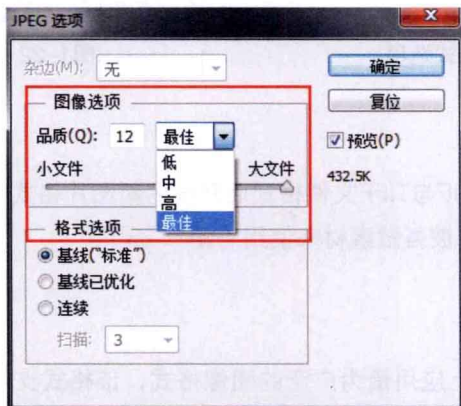 JPEG 选项
杂边(M): 无
确定
图像选项
复位
品质(Q): 12 最佳
预览(P)
小文件 大文件
432.5K
低
中
高
最佳
格式选项
基线("标准")
基线已优化
连续
扫描: 3